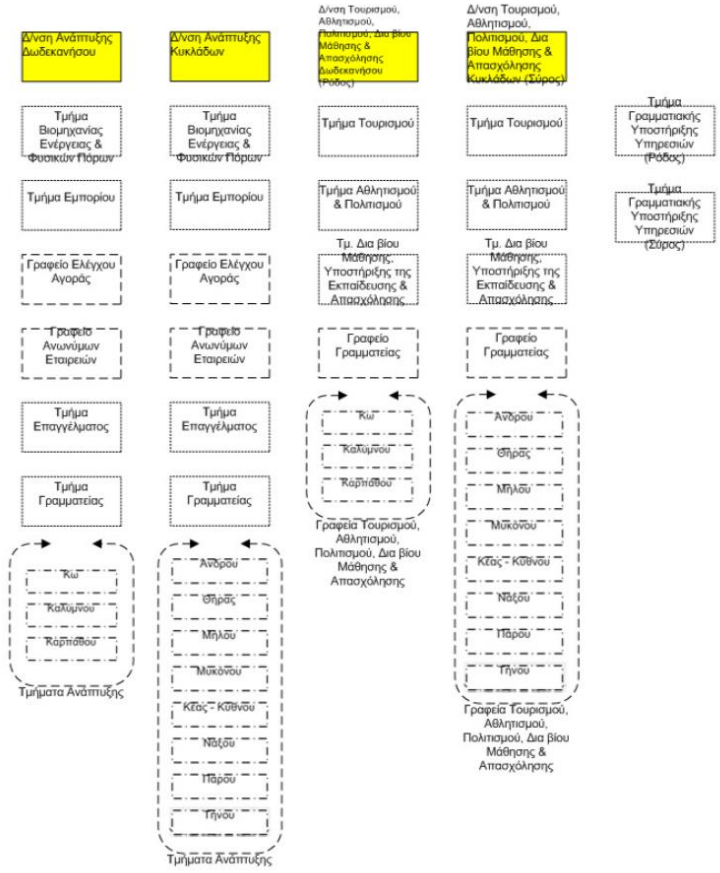 Δ/νση Ανάπτυξης
Δωδεκανήσου
Τμήμα
Βιομηχανίας
Ενέργειας &
Φυσικών Πόρων
Τμήμα Εμπορίου
Γραφείο Ελέγχου
Αγοράς
Γραφείο
Ανωνύμων
Εταιρειών
Τμήμα
Επαγγέλματος
Τμήμα
Γραμματείας
Κω
Καλύμνου
Καρπάθου
Τμήματα Ανάπτυξης
Δ/νση Ανάπτυξης
Κυκλάδων
Τμήμα
Βιομηχανίας
Ενέργειας &
Φυσικών Πόρων
Τμήμα Εμπορίου
Γραφείο Ελέγχου
Αγοράς
Γραφείο
Ανωνύμων
Εταιρειών
Τμήμα
Επαγγέλματος
Τμήμα
Γραμματείας
Άνδρου
Θήρας
Μήλου
Μυκόνου
Κέας - Κύθνου
Νάξου
Πάρου
Τήνου
Τμήματα Ανάπτυξης
Δ/νση Τουρισμού,
Αθλητισμού,
Πολιτισμού, Δια βίου
Μάθησης &
Απασχόλησης
Δωδεκανήσου
(Ρόδος)
Τμήμα Τουρισμού
Τμήμα Αθλητισμού
& Πολιτισμού
Τμ. Δια βίου
Μάθησης,
Υποστήριξης της
Εκπαίδευσης &
Απασχόλησης
Γραφείο
Γραμματείας
Κω
Καλύμνου
Καρπάθου
Γραφεία Τουρισμού,
Αθλητισμού,
Πολιτισμού, Δια βίου
Μάθησης &
Απασχόλησης
Δ/νση Τουρισμού,
Αθλητισμού,
Πολιτισμού, Δια
βίου Μάθησης &
Απασχόλησης
Κυκλάδων (Σύρος)
Τμήμα Τουρισμού
Τμήμα Αθλητισμού
& Πολιτισμού
Τμ. Δια βίου
Μάθησης,
Υποστήριξης της
Εκπαίδευσης &
Απασχόλησης
Γραφείο
Γραμματείας
Άνδρου
Θήρας
Μήλου
Μυκόνου
Κέας - Κύθνου
Νάξου
Πάρου
Τήνου
Γραφεία Τουρισμού,
Αθλητισμού,
Πολιτισμού, Δια βίου
Μάθησης &
Απασχόλησης
Τμήμα
Γραμματιακής
Υποστήριξης
Υπηρεσιών
(Ρόδος)
Τμήμα
Γραμματιακής
Υποστήριξης
Υπηρεσιών
(Σύρος)